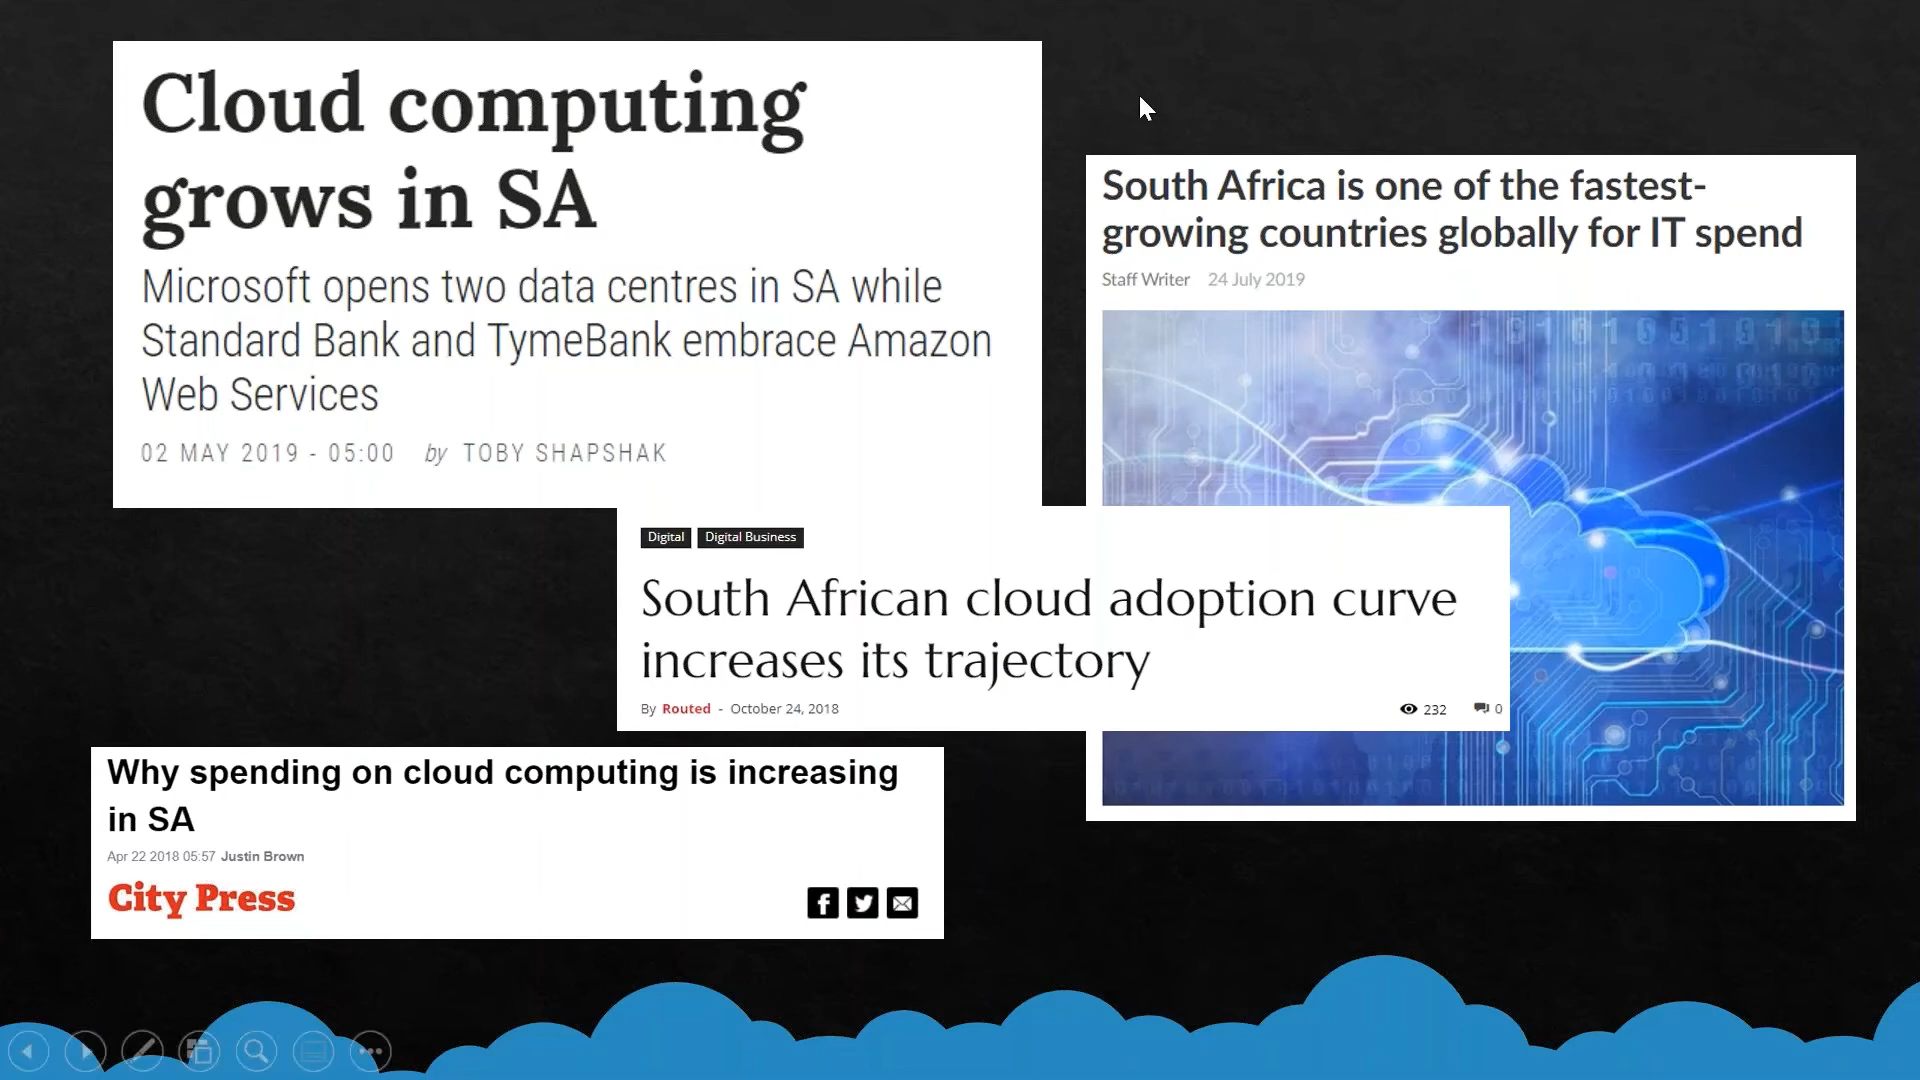 Cloud computing
grows in SA
Microsoft opens two data centres in SA while
Standard Bank and TymeBank embrace Amazon
Web Services
02 MAY 2019 - 05:00 by TOBY SHAPSHAK
South Africa is one of the fastest-
growing countries globally for IT spend
Staff Writer 24 July 2019
Digital Digital Business
South African cloud adoption curve
increases its trajectory
By Routed - October 24, 2018 232 0
Why spending on cloud computing is increasing
in SA
Apr 22 2018 05:57 Justin Brown
City Press